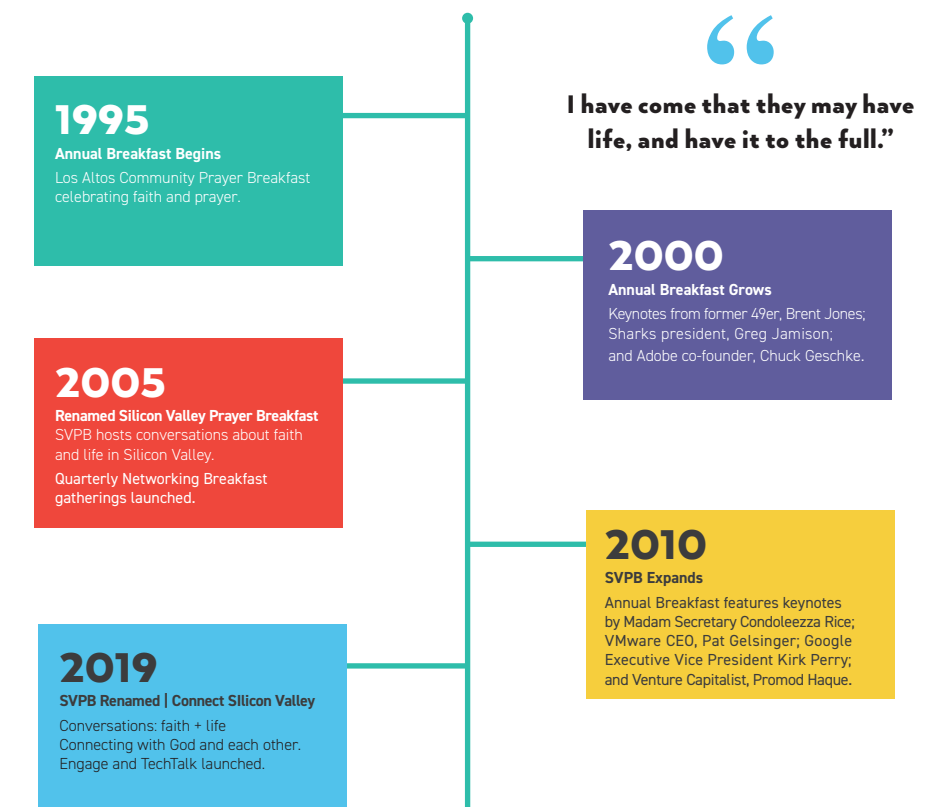 “
I have come that they may have
life, and have it to the full.”
1995
Annual Breakfast Begins
Los Altos Community Prayer Breakfast
celebrating faith and prayer.
2000
Annual Breakfast Grows
Keynotes from former 49er, Brent Jones;
Sharks president, Greg Jamison;
and Adobe co-founder, Chuck Geschke.
2005
Renamed Silicon Valley Prayer Breakfast
SVPB hosts conversations about faith
and life in Silicon Valley.
Quarterly Networking Breakfast
gatherings launched.
2010
SVPB Expands
Annual Breakfast features keynotes
by Madam Secretary Condoleezza Rice;
VMware CEO, Pat Gelsinger; Google
Executive Vice President Kirk Perry;
and Venture Capitalist, Promod Haque.
2019
SVPB Renamed | Connect SIlicon Valley
Conversations: faith + life
Connecting with God and each other.
Engage and TechTalk launched.